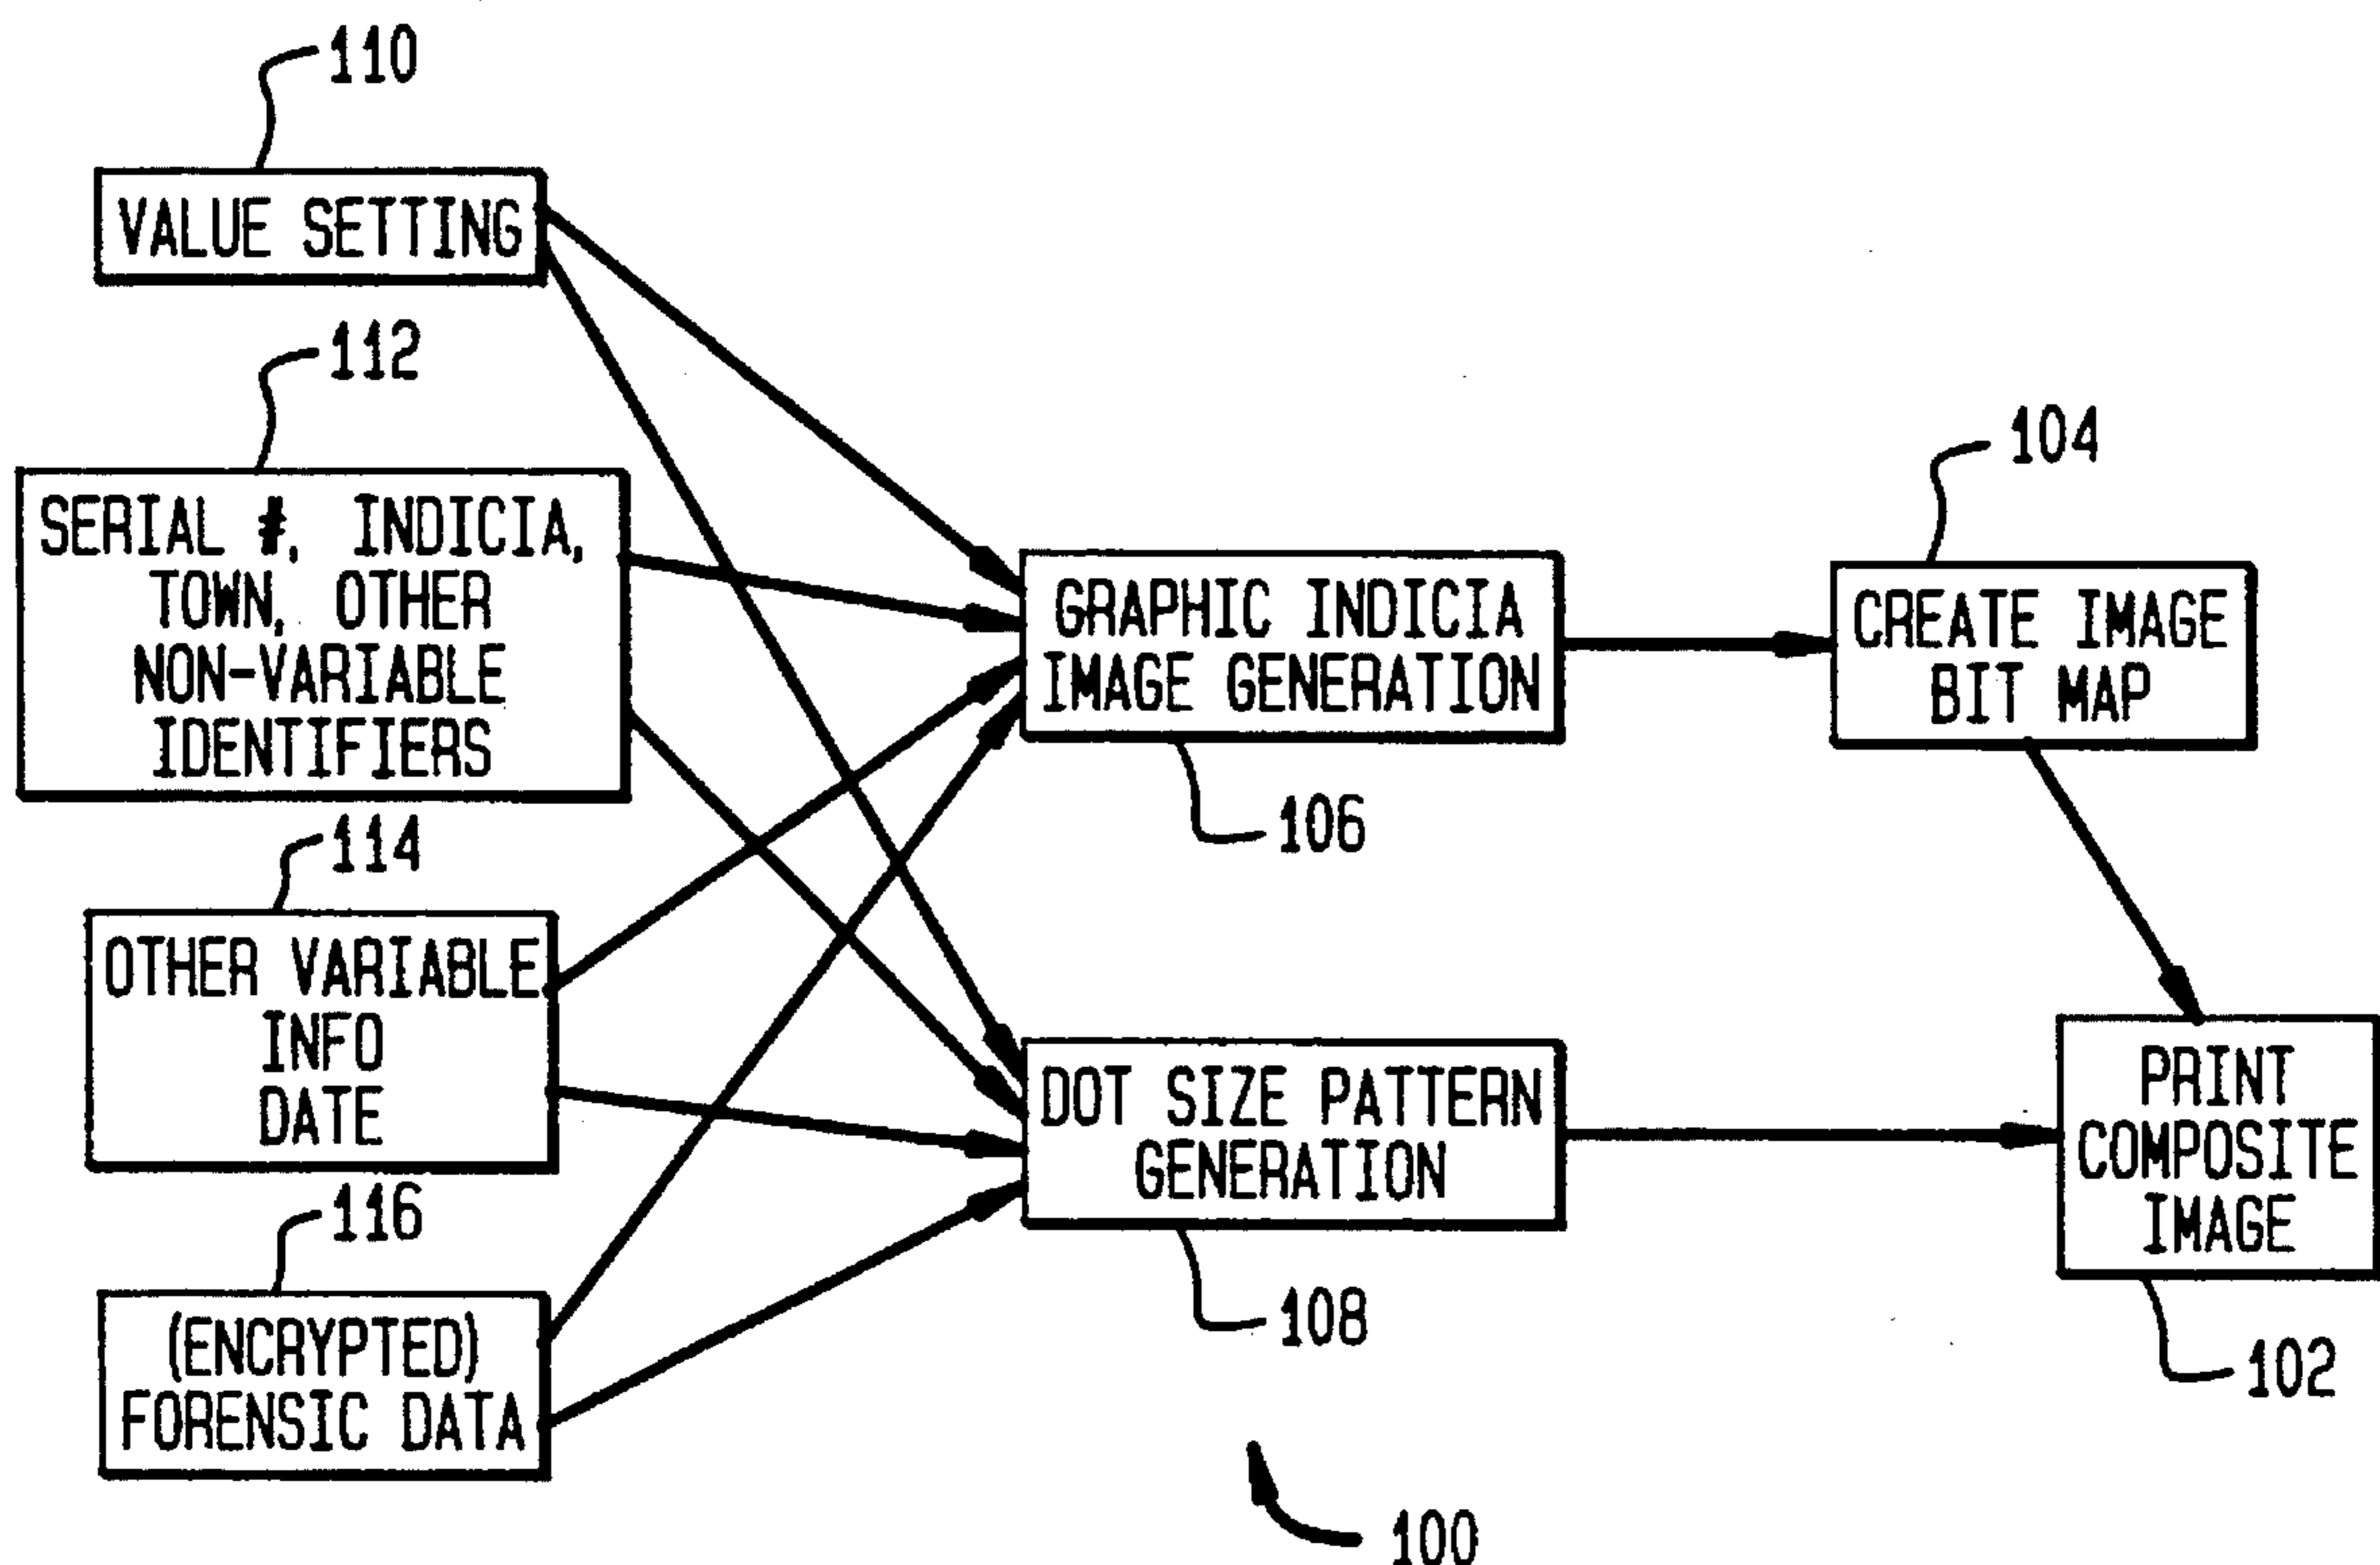 110
VALUE SETTING
112
SERIAL #, INDICIA,
TOWN, OTHER
NON-VARIABLE
IDENTIFIERS
114
OTHER VARIABLE
INFO
DATE
116
(ENCRYPTED)
FORENSIC DATA
GRAPHIC INDICIA
IMAGE GENERATION
106
DOT SIZE PATTERN
GENERATION
108
104
CREATE IMAGE
BIT MAP
PRINT
COMPOSITE
IMAGE
102
100